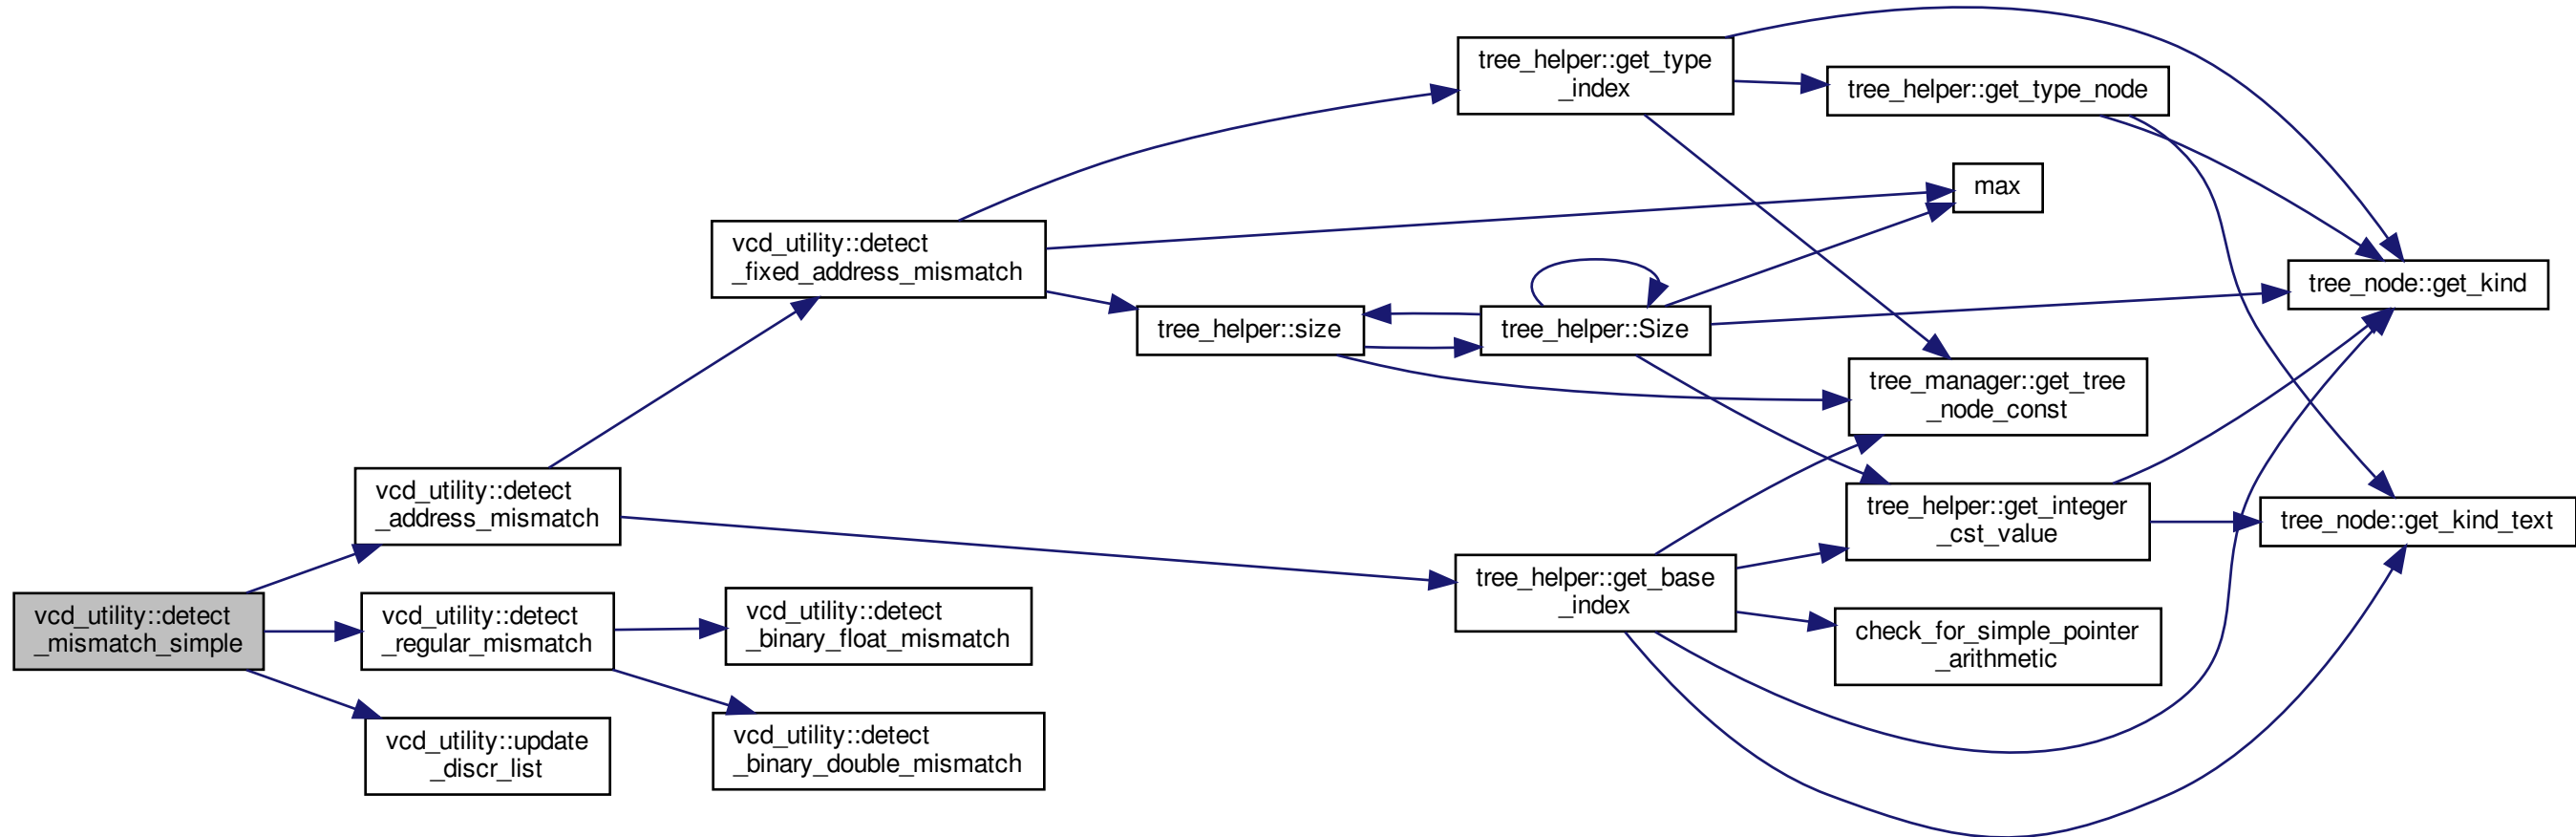 vcd_utility::detect
_mismatch_simple
vcd_utility::detect
_address_mismatch
vcd_utility::detect
_regular_mismatch
vcd_utility::update
_discr_list
vcd_utility::detect
_fixed_address_mismatch
vcd_utility::detect
_binary_float_mismatch
vcd_utility::detect
_binary_double_mismatch
tree_helper::size
tree_helper::get_type
_index
tree_helper::Size
tree_helper::get_base
_index
tree_helper::get_type_node
max
tree_manager::get_tree
_node_const
tree_helper::get_integer
_cst_value
check_for_simple_pointer
_arithmetic
tree_node::get_kind
tree_node::get_kind_text